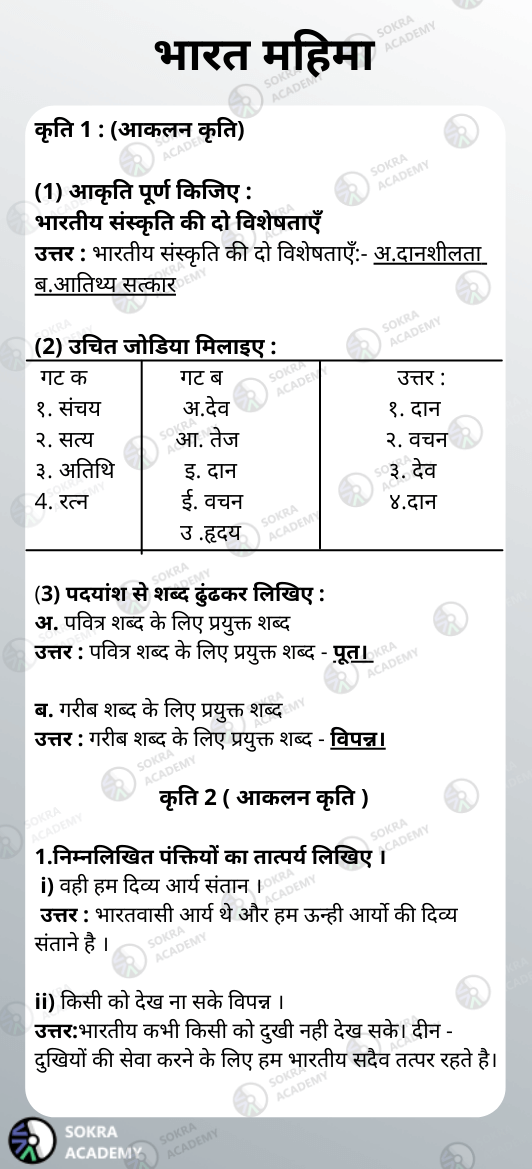 भारत महिमा
कृति 1 : (आकलन कृति)
(1) आकृति पूर्ण किजिए :
भारतीय संस्कृति की दो विशेषताएँ
उत्तर : भारतीय संस्कृति की दो विशेषताएँ:- अ.दानशीलता
ब.आतिथ्य सत्कार
(2) उचित जोडिया मिलाइए :
गट क गट ब उत्तर :
१. संचय अ.देव १. दान
२. सत्य आ. तेज २. वचन
३. अतिथि इ. दान ३. देव
4. रत्न ई. वचन ४.दान
उ .हृदय
(3) पदयांश से शब्द ढुंढकर लिखिए :
अ. पवित्र शब्द के लिए प्रयुक्त शब्द
उत्तर : पवित्र शब्द के लिए प्रयुक्त शब्द - पूत।
ब. गरीब शब्द के लिए प्रयुक्त शब्द
उत्तर : गरीब शब्द के लिए प्रयुक्त शब्द - विपन्न।
कृति 2 ( आकलन कृति )
1.निम्नलिखित पंक्तियों का तात्पर्य लिखिए ।
i) वही हम दिव्य आर्य संतान ।
उत्तर : भारतवासी आर्य थे और हम ऊन्ही आर्यो की दिव्य
संताने है ।
ii) किसी को देख ना सके विपन्न ।
उत्तर:भारतीय कभी किसी को दुखी नही देख सके। दीन -
दुखियों की सेवा करने के लिए हम भारतीय सदैव तत्पर रहते है।
SOKRA
ACADEMY